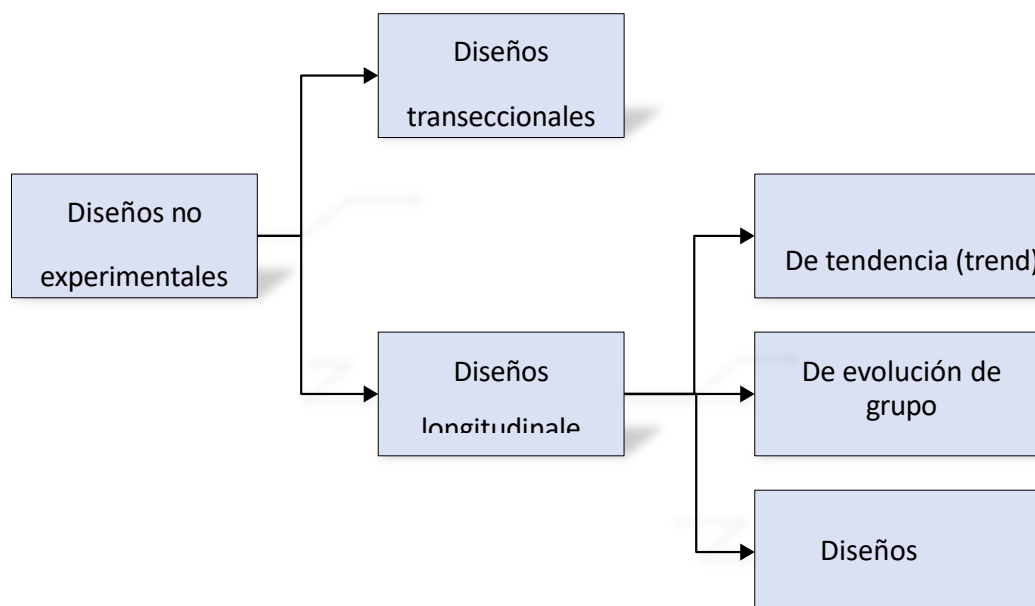 Diseños
transeccionales
Diseños no
experimentales
De tendencia (trend)
Diseños
longitudinale
De evolución de
grupo
Diseños